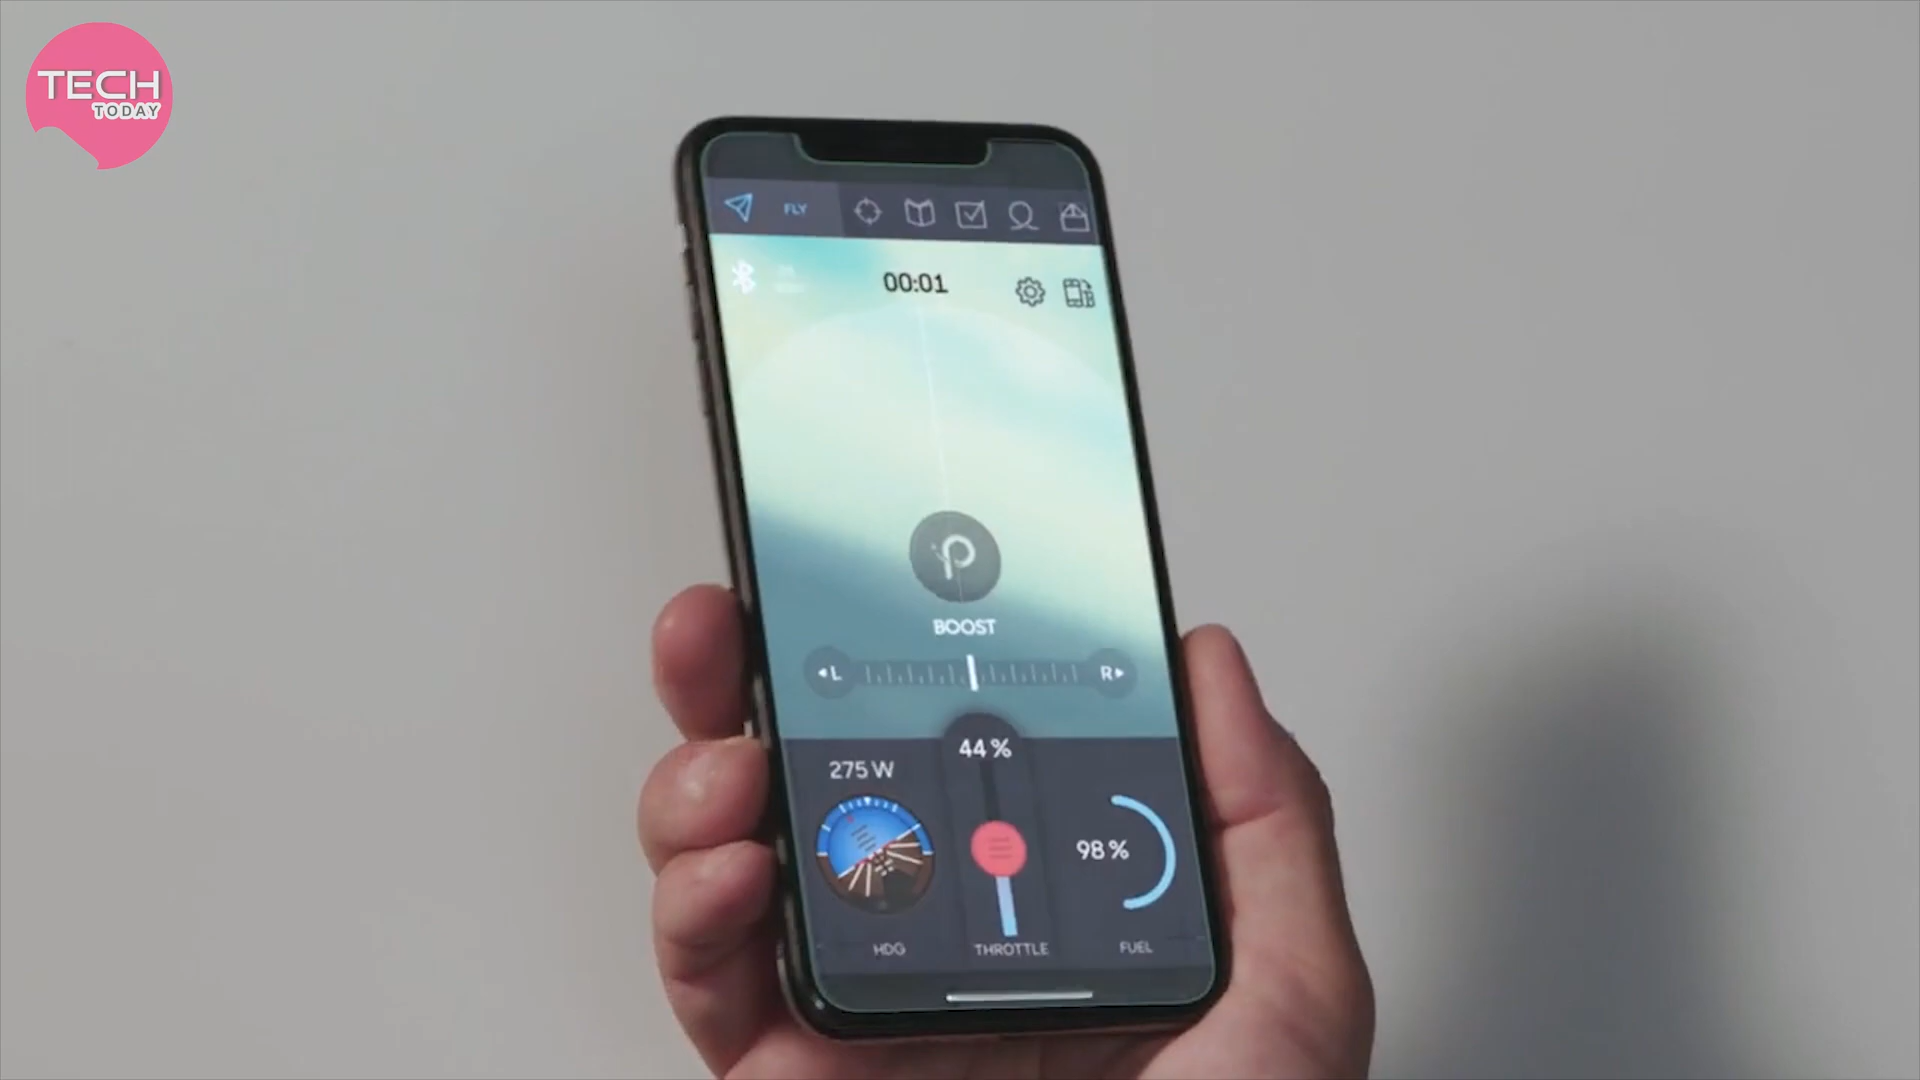 TECH
TODAY
FLY
00:01
P
BOOST
L
R
44%
275 W
98%
HDG
THROTTLE
FUEL